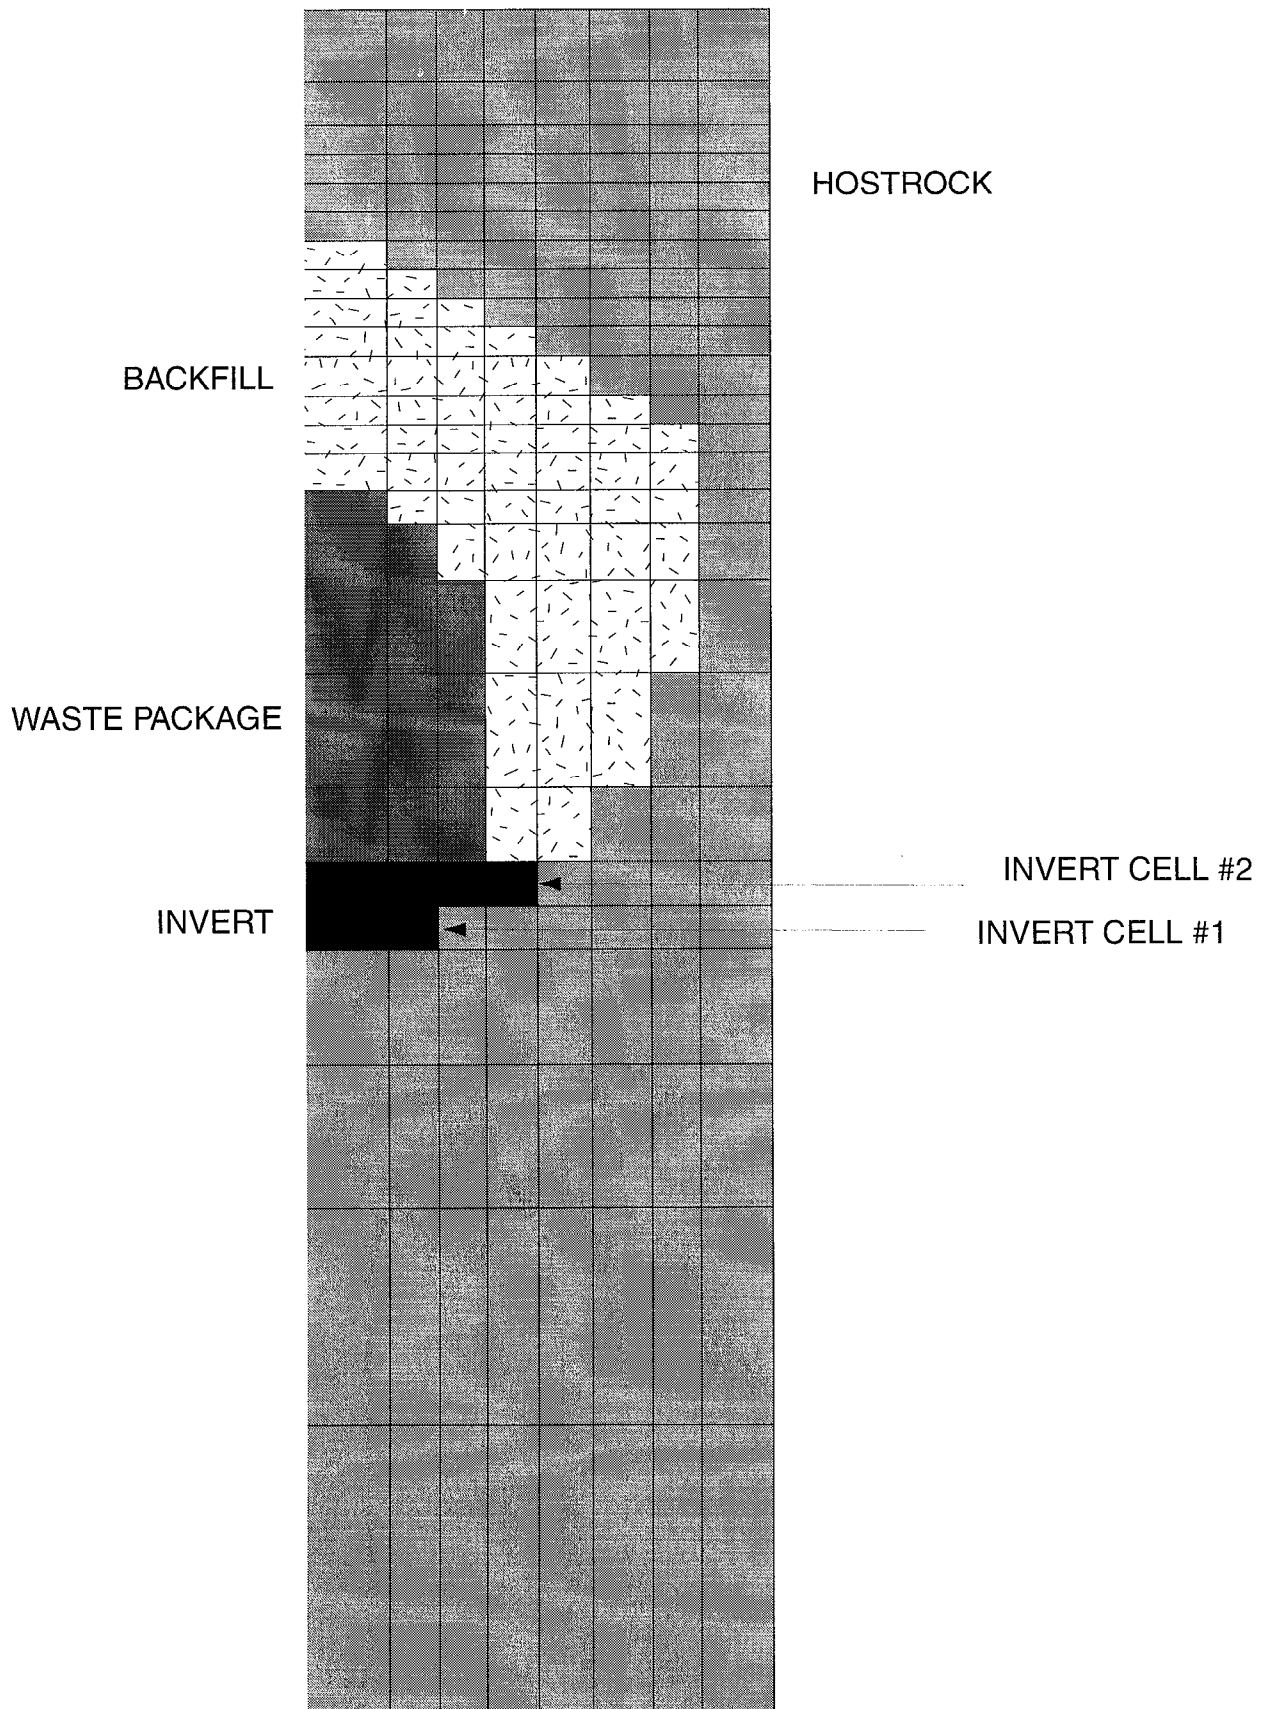 HOSTROCK
BACKFILL
WASTE PACKAGE
INVERT CELL #2
INVERT
INVERT CELL #1